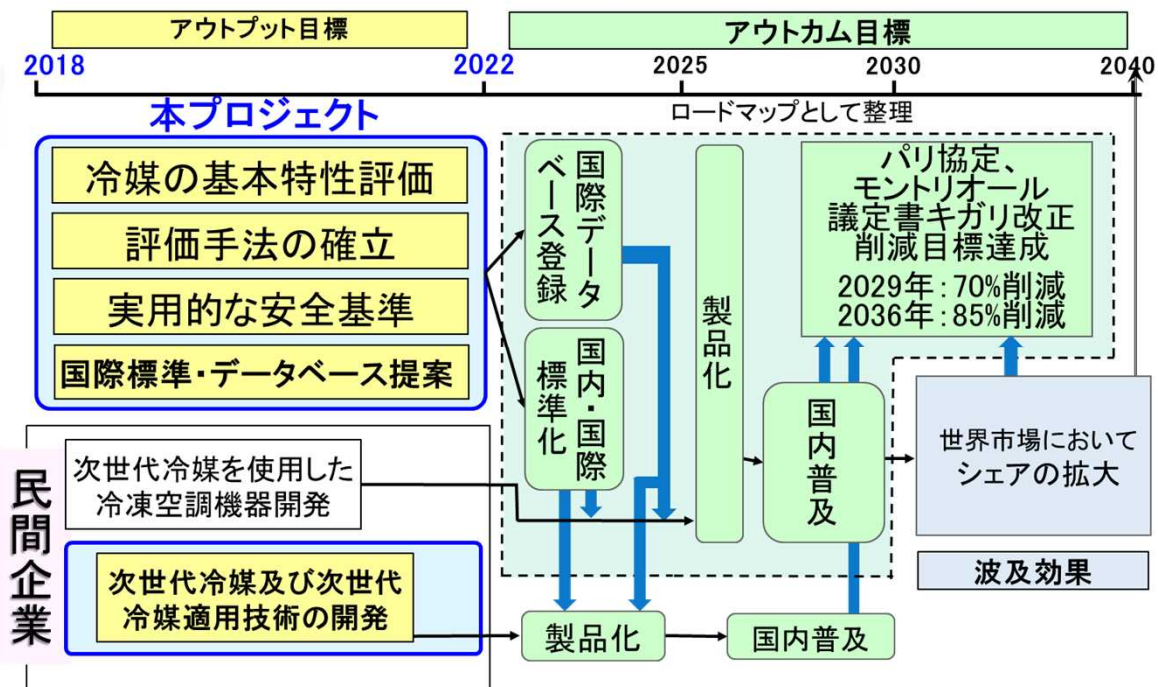 アウトプット目標
アウトカム目標
2018
2022
2025
2030
2040
本プロジェクト
ロードマップとして整理
冷媒の基本特性評価
評価手法の確立
実用的な安全基準
国際標準・データベース提案
国際データ
ベース登録
国内・国際
標準化
製品化
国内普及
パリ協定、
モントリオール
議定書キガリ改正
削減目標達成
2029年:70%削減
2036年:85%削減
世界市場において
シェアの拡大
波及効果
民間企業
次世代冷媒を使用した
冷凍空調機器開発
次世代冷媒及び次世代
冷媒適用技術の開発
製品化
国内普及